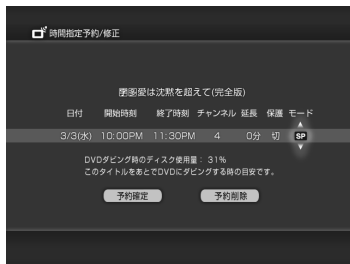 時間指定予約/修正
愛は沈黙を超えて(完全版)
日付 開始時刻 終了時刻 チャンネル 延長 保護 モード
3/3(水) 10:00PM 11:30PM 4 0分 切 SP
DVDダビング時のディスク使用量： 31%
このタイトルをあとでDVDにダビングする時の目安です。
予約確定 予約削除